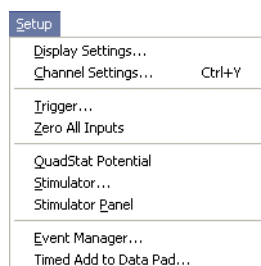 Setup
Display Settings...
Channel Settings... Ctrl+Y
Trigger...
Zero All Inputs
QuadStat Potential
Stimulator...
Stimulator Panel
Event Manager...
Timed Add to Data Pad...